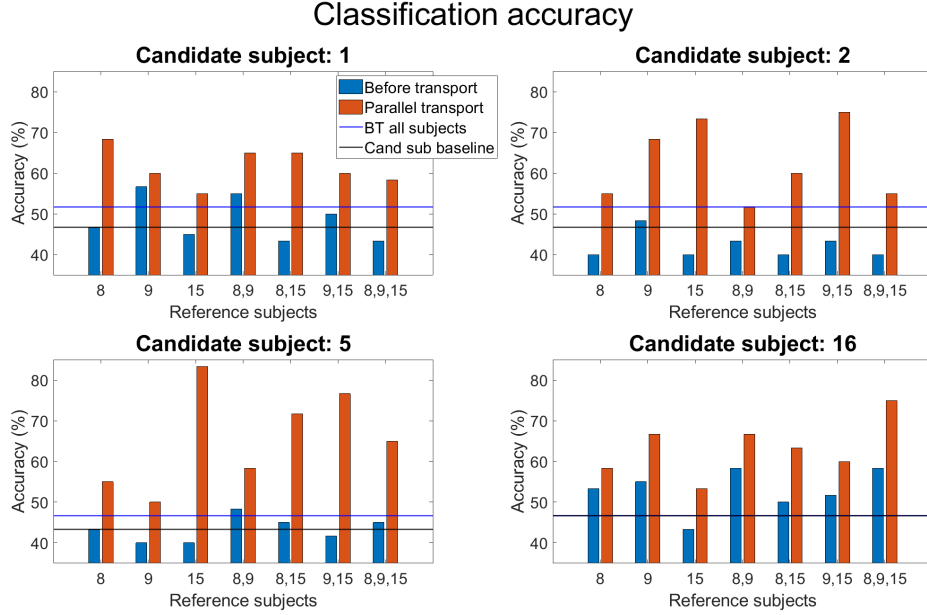 Classification accuracy
Candidate subject: 1
80
70
60
50
40
Accuracy (%)
8 9 15 8,9 8,15 9,15 8,9,15
Reference subjects
Before transport
Parallel transport
BT all subjects
Cand sub baseline
Candidate subject: 2
80
70
60
50
40
Accuracy (%)
8 9 15 8,9 8,15 9,15 8,9,15
Reference subjects
Candidate subject: 5
80
70
60
50
40
Accuracy (%)
8 9 15 8,9 8,15 9,15 8,9,15
Reference subjects
Candidate subject: 16
80
70
60
50
40
Accuracy (%)
8 9 15 8,9 8,15 9,15 8,9,15
Reference subjects